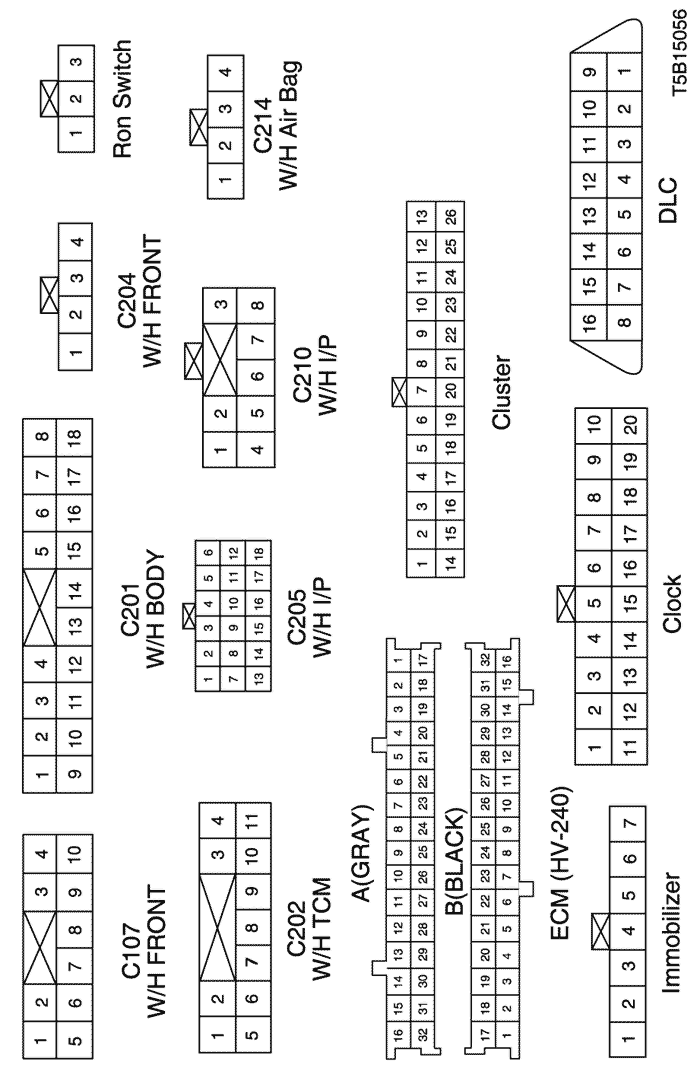 1 2 3 4
5 6 7 8 9 10
C107
W/H FRONT
1 2 3 4 5 6 7 8
9 10 11 12 13 14 15 16 17 18
C201
W/H BODY
1 2 3 4
C204
W/H FRONT
1 2 3
Ron Switch
1 2 3 4
5 6 7 8 9 10 11
C202
W/H TCM
1 2 3 4 5 6
7 8 9 10 11 12
13 14 15 16 17 18
C205
W/H I/P
1 2 3
4 5 6 7 8
C210
W/H I/P
1 2 3 4
C214
W/H Air Bag
A(GRAY)
16 15 14 13 12 11 10 9 8 7 6 5 4 3 2 1
32 31 30 29 28 27 26 25 24 23 22 21 20 19 18 17
B(BLACK)
17 18 19 20 21 22 23 24 25 26 27 28 29 30 31 32
1 2 3 4 5 6 7 8 9 10 11 12 13 14 15 16
ECM (HV-240)
1 2 3 4 5 6 7 8 9 10 11 12 13
14 15 16 17 18 19 20 21 22 23 24 25 26
Cluster
1 2 3 4 5 6 7
Immobilizer
1 2 3 4 5 6 7 8 9 10
11 12 13 14 15 16 17 18 19 20
Clock
16 15 14 13 12 11 10 9
8 7 6 5 4 3 2 1
DLC
T5B15056